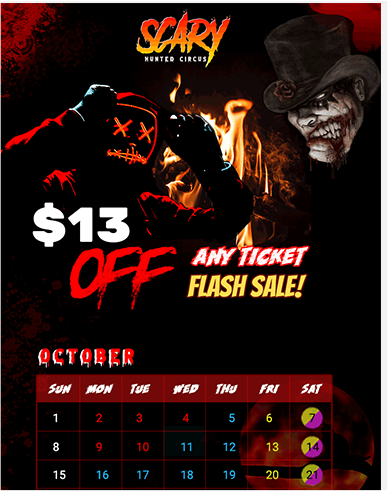 SCARY
HUNTED CIRCUS
$13
OFF
ANY TICKET
FLASH SALE!
OCTOBER
SUN MON TUE WED THU FRI SAT
1 2 3 4 5 6 7
8 9 10 11 12 13 14
15 16 17 18 19 20 21